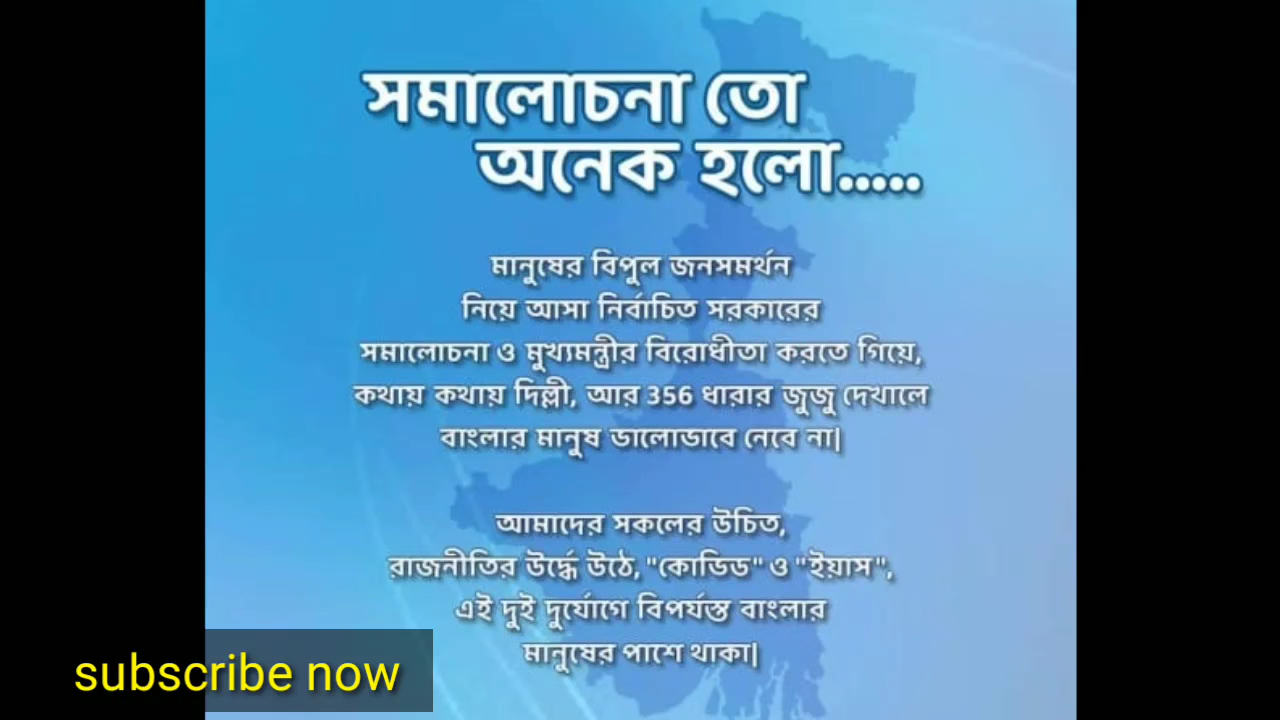 সমালোচনা তো
অনেক হলো.....
মানুষের বিপুল জনসমর্থন
নিয়ে আসা নির্বাচিত সরকারের
সমালোচনা ও মুখ্যমন্ত্রীর বিরোধীতা করতে গিয়ে,
কথায় কথায় দিল্লী, আর 356 ধারার জুজু দেখালে
বাংলার মানুষ ভালোভাবে নেবে না|
আমাদের সকলের উচিত,
রাজনীতির উর্দ্ধে উঠে, "কোভিড" ও "ইয়াস",
এই দুই দুর্যোগে বিপর্যস্ত বাংলার
মানুষের পাশে থাকা|
subscribe now